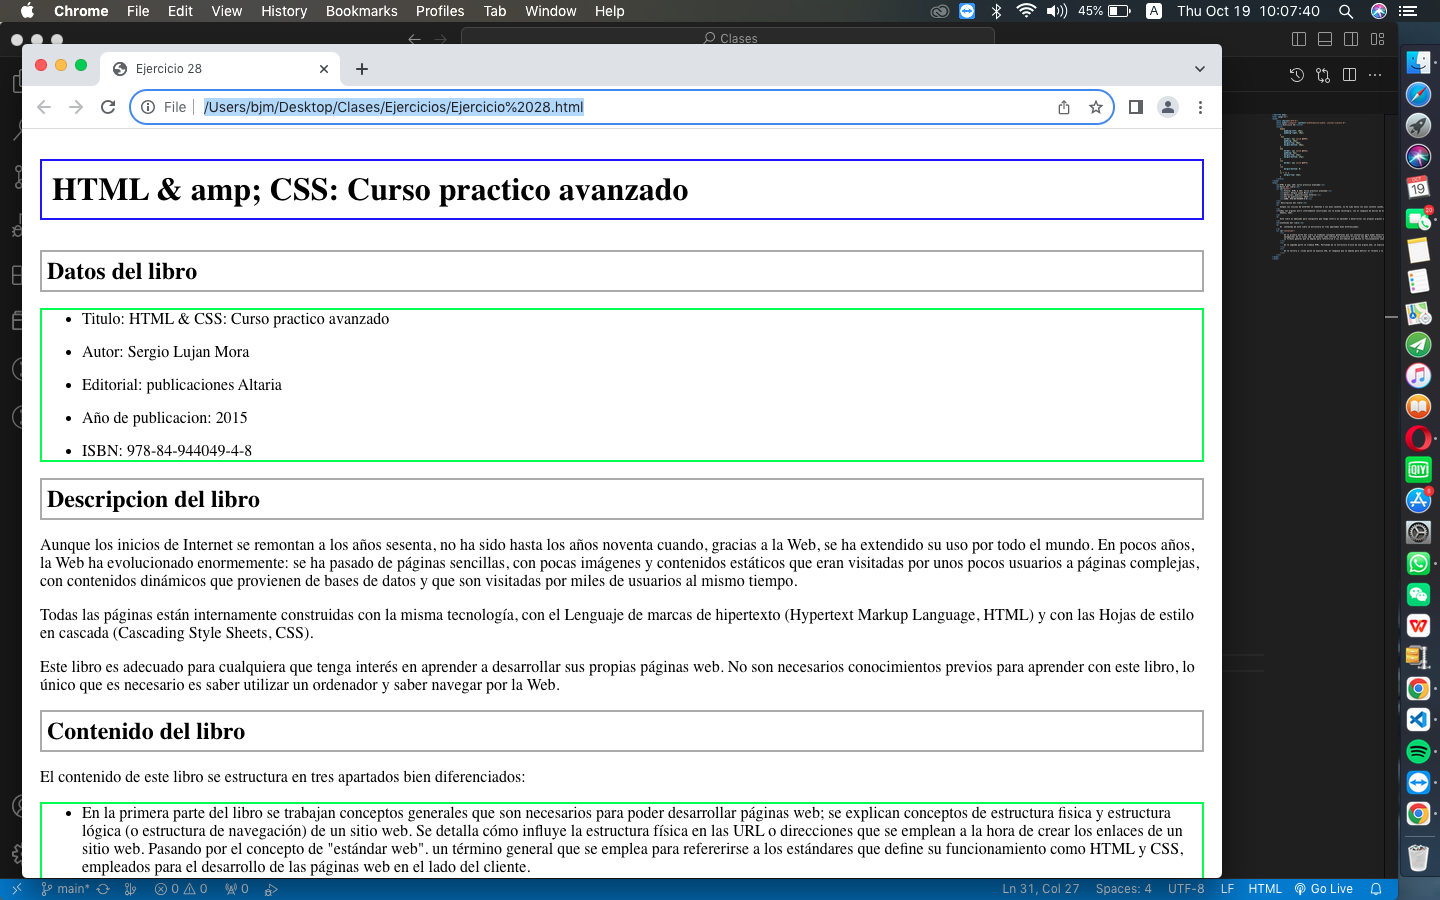 Chrome File Edit View History Bookmarks Profiles Tab Window Help 45% A Thu Oct 19 10:07:40
Clases
Ejercicio 28
File /Users/bjm/Desktop/Clases/Ejercicios/Ejercicio%2028.html
HTML & amp; CSS: Curso practico avanzado
Datos del libro
Titulo: HTML & CSS: Curso practico avanzado
Autor: Sergio Lujan Mora
Editorial: publicaciones Altaria
Año de publicacion: 2015
ISBN: 978-84-944049-4-8
Descripcion del libro
Aunque los inicios de Internet se remontan a los años sesenta, no ha sido hasta los años noventa cuando, gracias a la Web, se ha extendido su uso por todo el mundo. En pocos años,
la Web ha evolucionado enormemente: se ha pasado de páginas sencillas, con pocas imágenes y contenidos estáticos que eran visitadas por unos pocos usuarios a páginas complejas,
con contenidos dinámicos que provienen de bases de datos y que son visitadas por miles de usuarios al mismo tiempo.
Todas las páginas están internamente construidas con la misma tecnología, con el Lenguaje de marcas de hipertexto (Hypertext Markup Language, HTML) y con las Hojas de estilo
en cascada (Cascading Style Sheets, CSS).
Este libro es adecuado para cualquiera que tenga interés en aprender a desarrollar sus propias páginas web. No son necesarios conocimientos previos para aprender con este libro, lo
único que es necesario es saber utilizar un ordenador y saber navegar por la Web.
Contenido del libro
El contenido de este libro se estructura en tres apartados bien diferenciados:
En la primera parte del libro se trabajan conceptos generales que son necesarios para poder desarrollar páginas web; se explican conceptos de estructura fisica y estructura
lógica (o estructura de navegación) de un sitio web. Se detalla cómo influye la estructura física en las URL o direcciones que se emplean a la hora de crear los enlaces de un
sitio web. Pasando por el concepto de "estándar web". un término general que se emplea para refererirse a los estándares que define su funcionamiento como HTML y CSS,
empleados para el desarrollo de las páginas web en el lado del cliente.
main* 0 0 0 Ln 31, Col 27 Spaces: 4 UTF-8 LF HTML Go Live
OCT
19
QIY